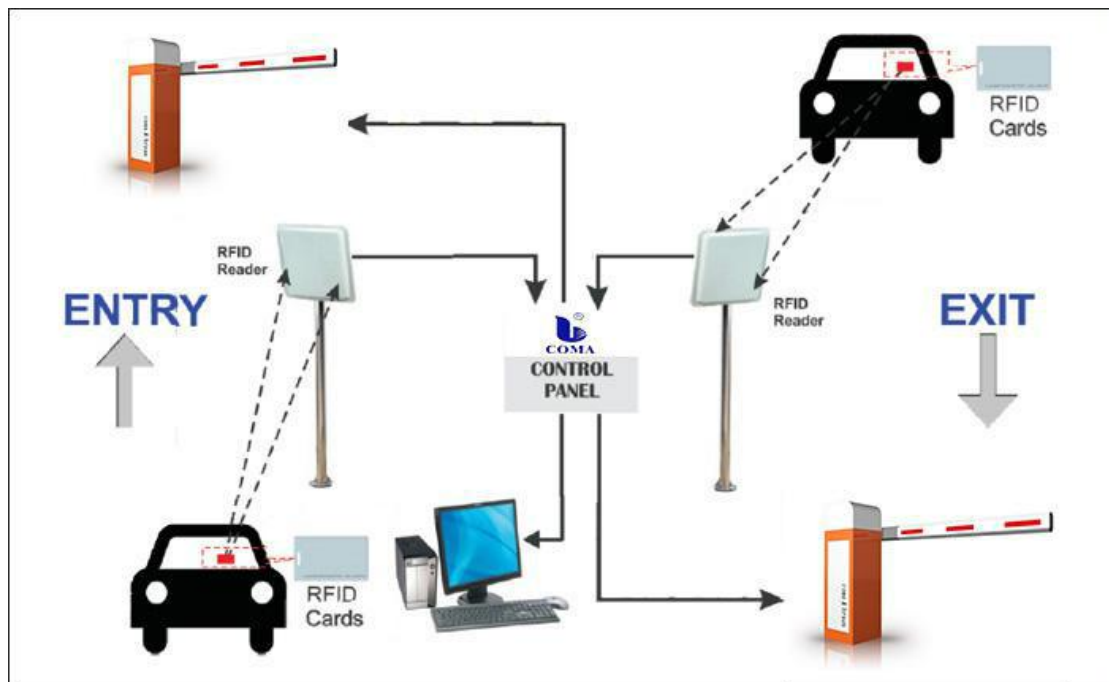 RFID
Cards
RFID
Reader
ENTRY
RFID
Reader
EXIT
COMA
CONTROL
PANEL
RFID
Cards